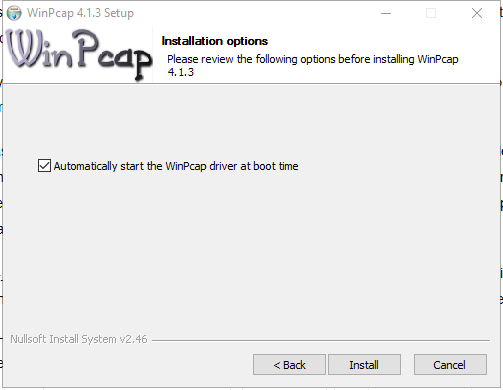 WinPcap 4.1.3 Setup
WinPcap
Installation options
Please review the following options before installing WinPcap
4.1.3
Automatically start the WinPcap driver at boot time
Nullsoft Install System v2.46
< Back
Install
Cancel